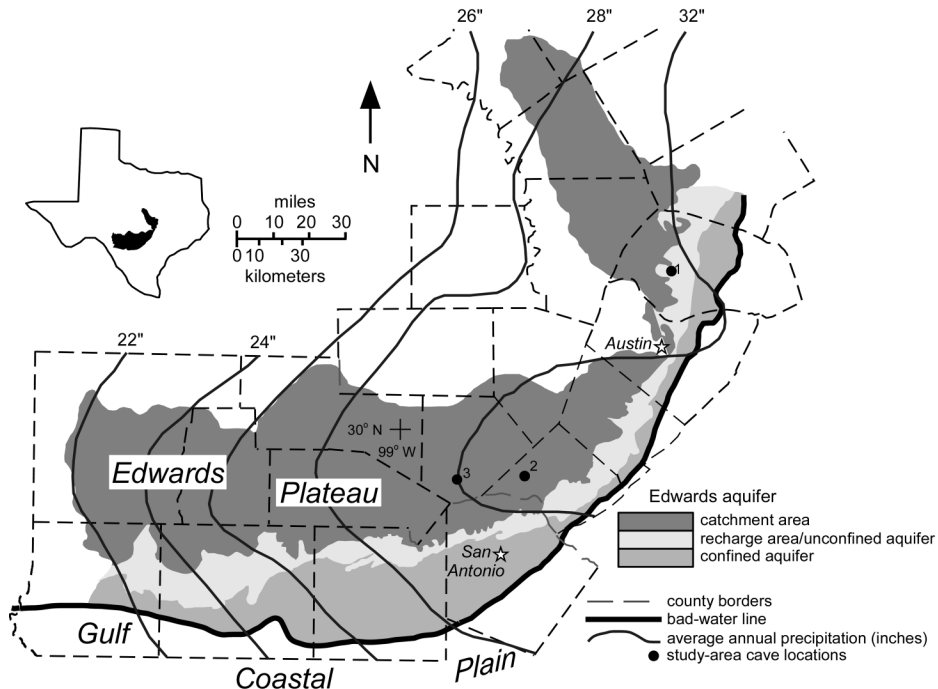 26"
28"
32"
N
miles
0 10 20 30
0 10 30
kilometers
1
Austin
22"
24"
30° N
99° W
Edwards
Plateau
3
2
San
Antonio
Edwards aquifer
catchment area
recharge area/unconfined aquifer
confined aquifer
county borders
bad-water line
average annual precipitation (inches)
study-area cave locations
Gulf
Coastal
Plain